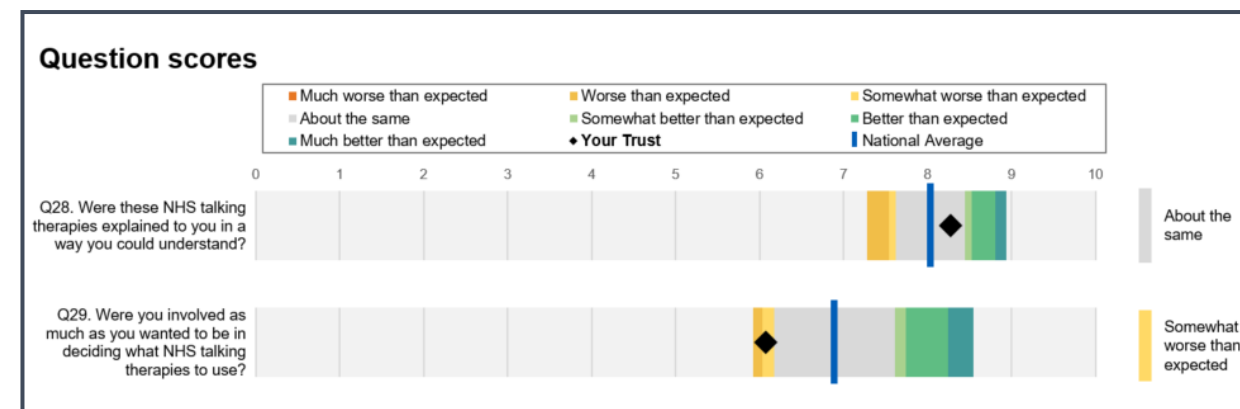 Question scores
Much worse than expected Worse than expected Somewhat worse than expected
About the same Somewhat better than expected Better than expected
Much better than expected Your Trust National Average
0 1 2 3 4 5 6 7 8 9 10
Q28. Were these NHS talking
therapies explained to you in a
way you could understand?
About the
same
Q29. Were you involved as
much as you wanted to be in
deciding what NHS talking
therapies to use?
Somewhat
worse than
expected